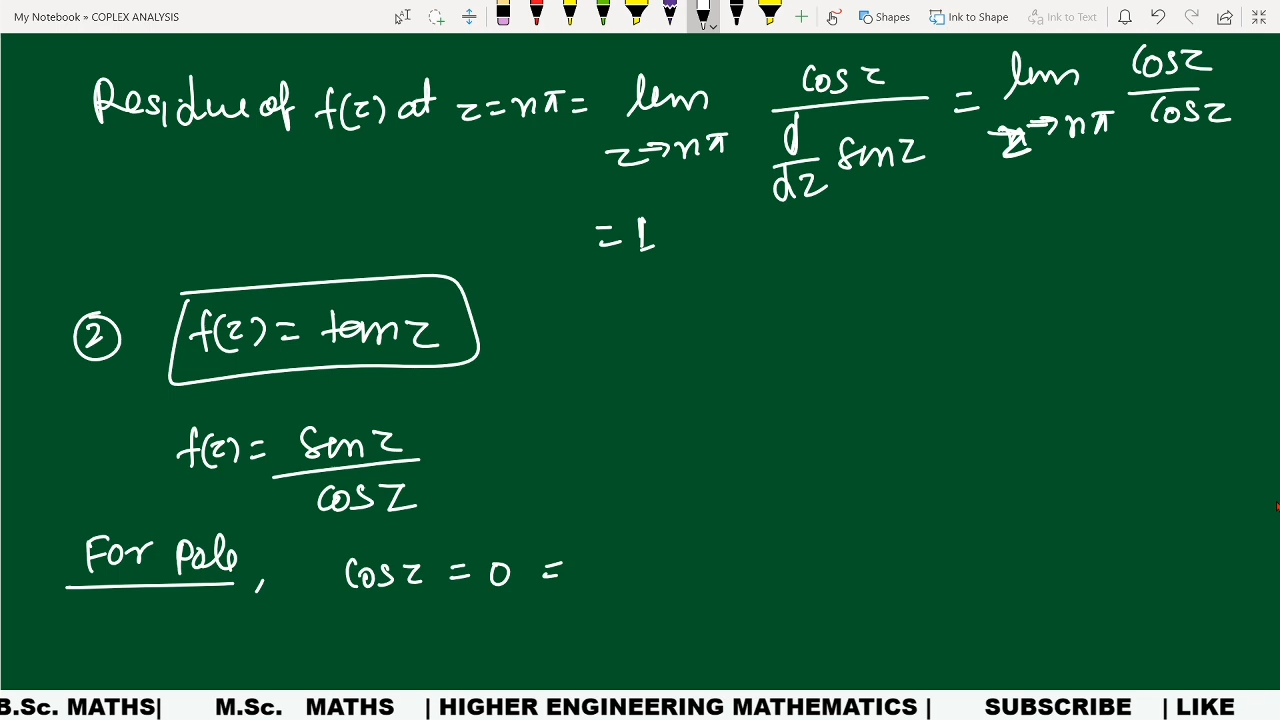 My Notebook » COPLEX ANALYSIS
Shapes Ink to Shape Ink to Text
Residue of f(z) at z = nπ = lim z→nπ cos z / d/dz sin z = lim z→nπ cos z / cos z
= 1
② f(z) = tan z
f(z) = sin z / cos z
For Pole, cos z = 0 =
B.Sc. MATHS| M.Sc. MATHS | HIGHER ENGINEERING MATHEMATICS | SUBSCRIBE | LIKE